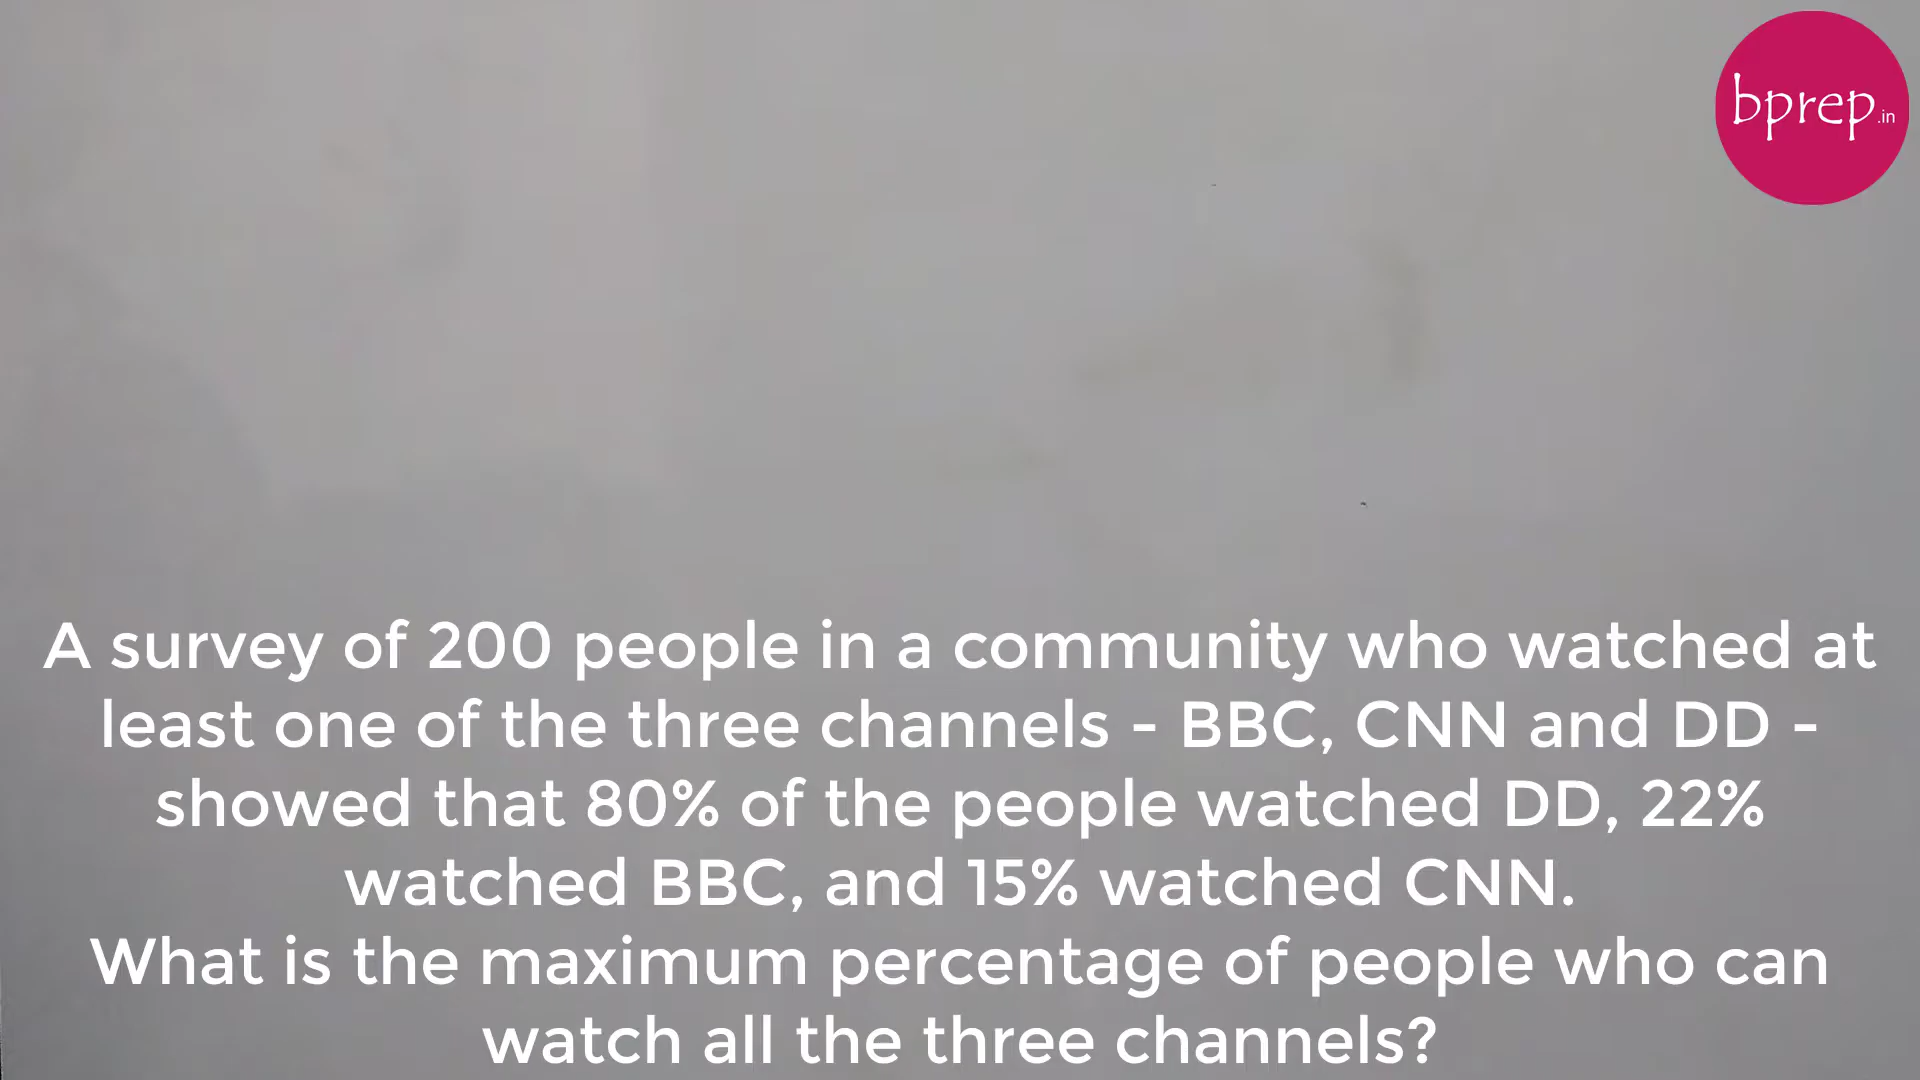 bprep.in
A survey of 200 people in a community who watched at
least one of the three channels - BBC, CNN and DD -
showed that 80% of the people watched DD, 22%
watched BBC, and 15% watched CNN.
What is the maximum percentage of people who can
watch all the three channels?